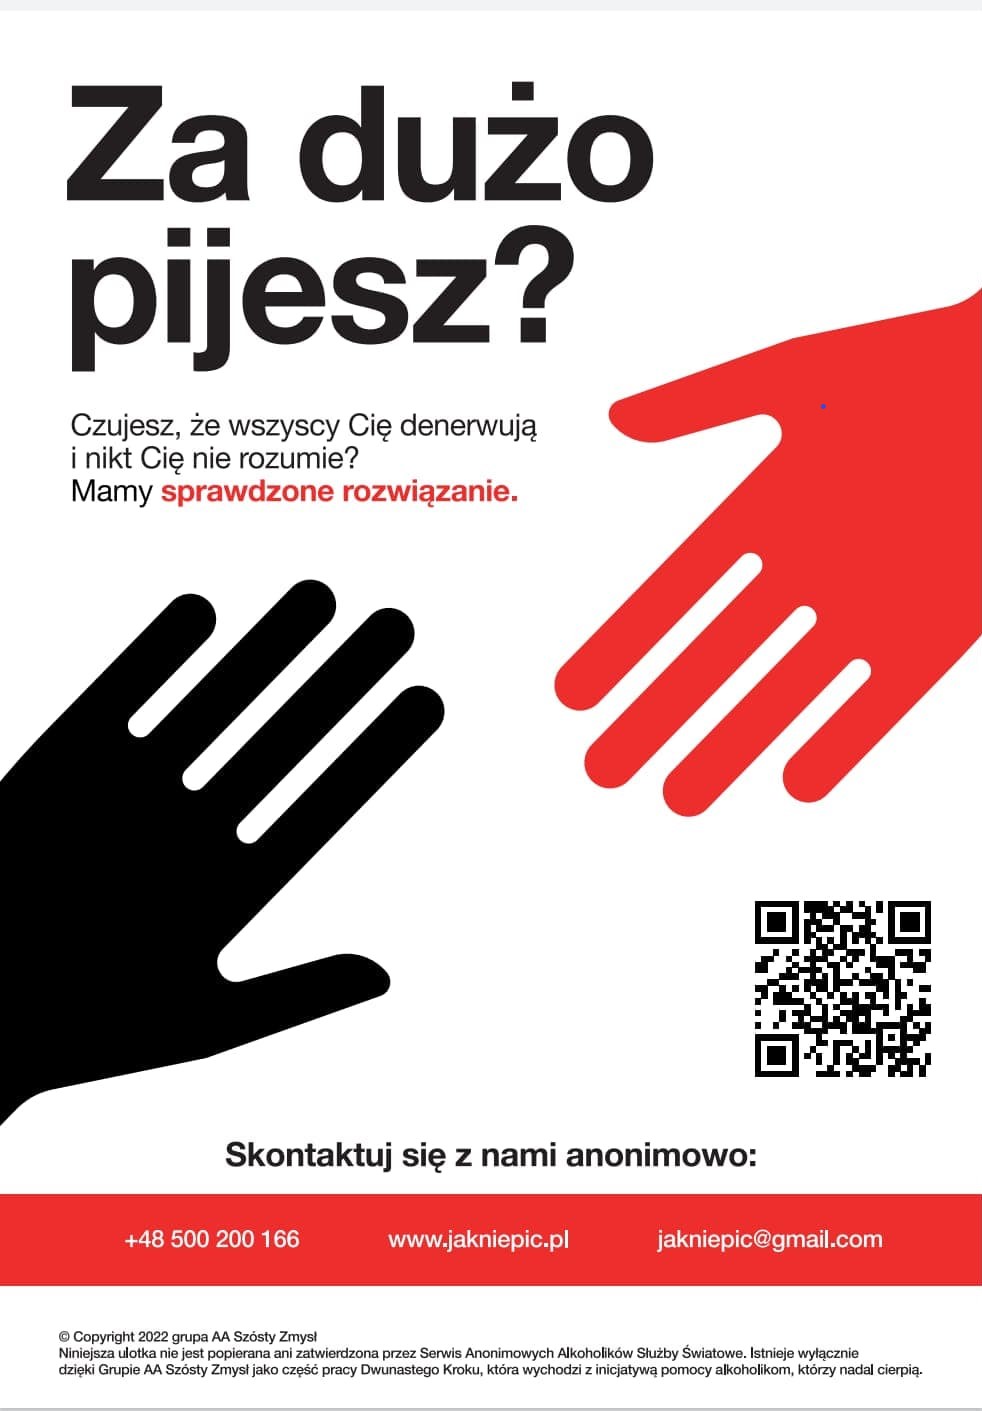 Za dużo
pijesz?
Czujesz, że wszyscy Cię denerwują
i nikt Cię nie rozumie?
Mamy sprawdzone rozwiązanie.
Skontaktuj się z nami anonimowo:
+48 500 200 166 www.jakniepic.pl jakniepic@gmail.com
© Copyright 2022 grupa AA Szósty Zmysł
Niniejsza ulotka nie jest popierana ani zatwierdzona przez Serwis Anonimowych Alkoholików Służby Światowe. Istnieje wyłącznie
dzięki Grupie AA Szósty Zmysł jako część pracy Dwunastego Kroku, która wychodzi z inicjatywą pomocy alkoholikom, którzy nadal cierpią.